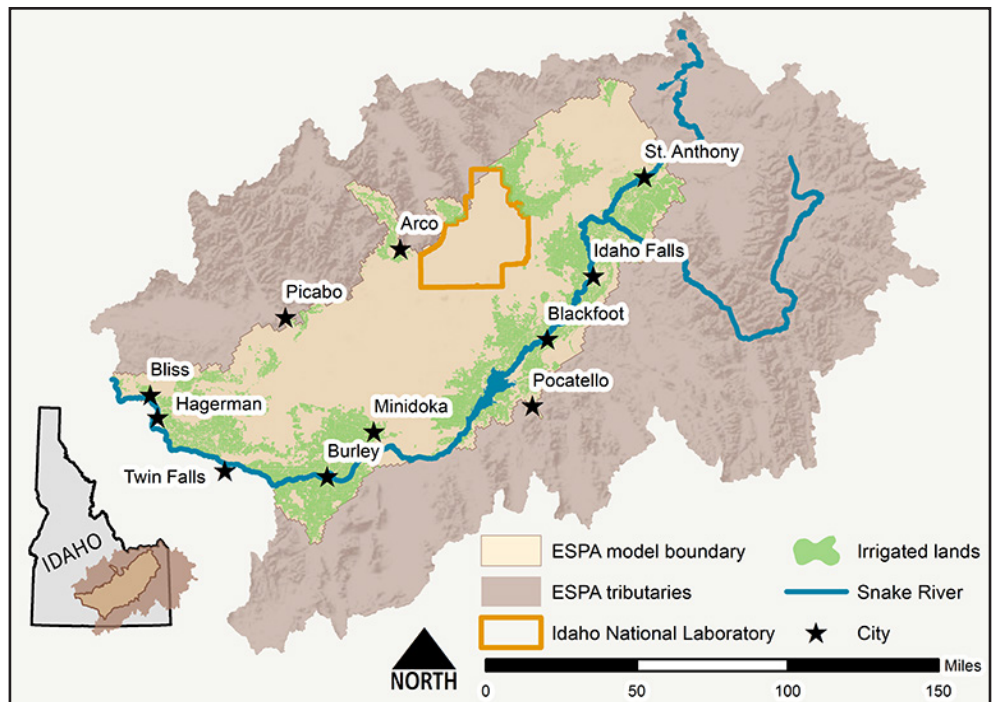 St. Anthony
Arco
Idaho Falls
Picabo
Blackfoot
Bliss
Pocatello
Hagerman
Minidoka
Burley
Twin Falls
IDAHO
ESPA model boundary
Irrigated lands
ESPA tributaries
Snake River
Idaho National Laboratory
City
NORTH
Miles
0 50 100 150